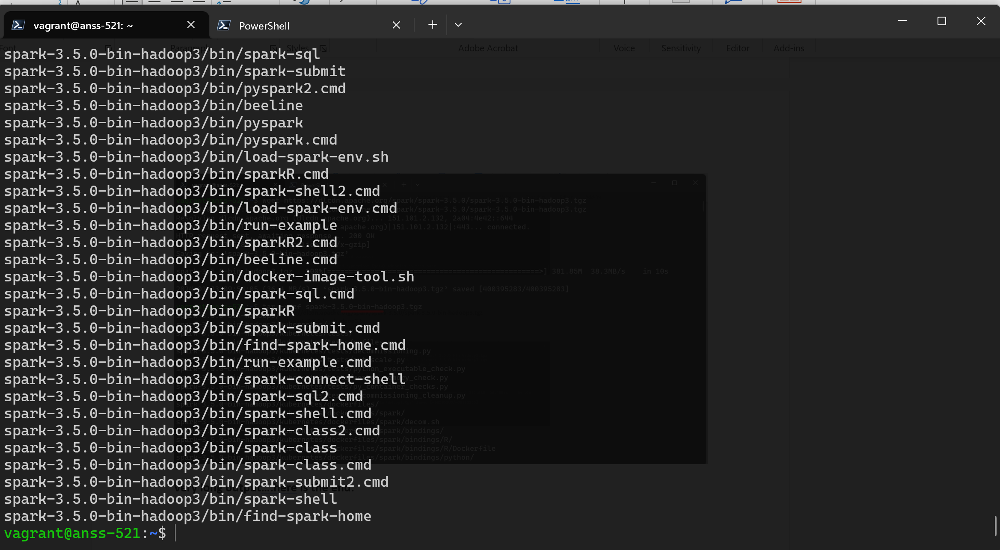 vagrant@anss-521: ~
PowerShell
Font
Paragraph
Styles
Adobe Acrobat
Voice
Sensitivity
Editor
Add-ins
spark-3.5.0-bin-hadoop3/bin/spark-sql
spark-3.5.0-bin-hadoop3/bin/spark-submit
spark-3.5.0-bin-hadoop3/bin/pyspark2.cmd
spark-3.5.0-bin-hadoop3/bin/beeline
spark-3.5.0-bin-hadoop3/bin/pyspark
spark-3.5.0-bin-hadoop3/bin/pyspark.cmd
spark-3.5.0-bin-hadoop3/bin/load-spark-env.sh
spark-3.5.0-bin-hadoop3/bin/sparkR.cmd
spark-3.5.0-bin-hadoop3/bin/spark-shell2.cmd
spark-3.5.0-bin-hadoop3/bin/load-spark-env.cmd
spark-3.5.0-bin-hadoop3/bin/run-example
spark-3.5.0-bin-hadoop3/bin/sparkR2.cmd
spark-3.5.0-bin-hadoop3/bin/beeline.cmd
spark-3.5.0-bin-hadoop3/bin/docker-image-tool.sh
spark-3.5.0-bin-hadoop3/bin/spark-sql.cmd
spark-3.5.0-bin-hadoop3/bin/sparkR
spark-3.5.0-bin-hadoop3/bin/spark-submit.cmd
spark-3.5.0-bin-hadoop3/bin/find-spark-home.cmd
spark-3.5.0-bin-hadoop3/bin/run-example.cmd
spark-3.5.0-bin-hadoop3/bin/spark-connect-shell
spark-3.5.0-bin-hadoop3/bin/spark-sql2.cmd
spark-3.5.0-bin-hadoop3/bin/spark-shell.cmd
spark-3.5.0-bin-hadoop3/bin/spark-class2.cmd
spark-3.5.0-bin-hadoop3/bin/spark-class
spark-3.5.0-bin-hadoop3/bin/spark-class.cmd
spark-3.5.0-bin-hadoop3/bin/spark-submit2.cmd
spark-3.5.0-bin-hadoop3/bin/spark-shell
spark-3.5.0-bin-hadoop3/bin/find-spark-home
vagrant@anss-521:~$